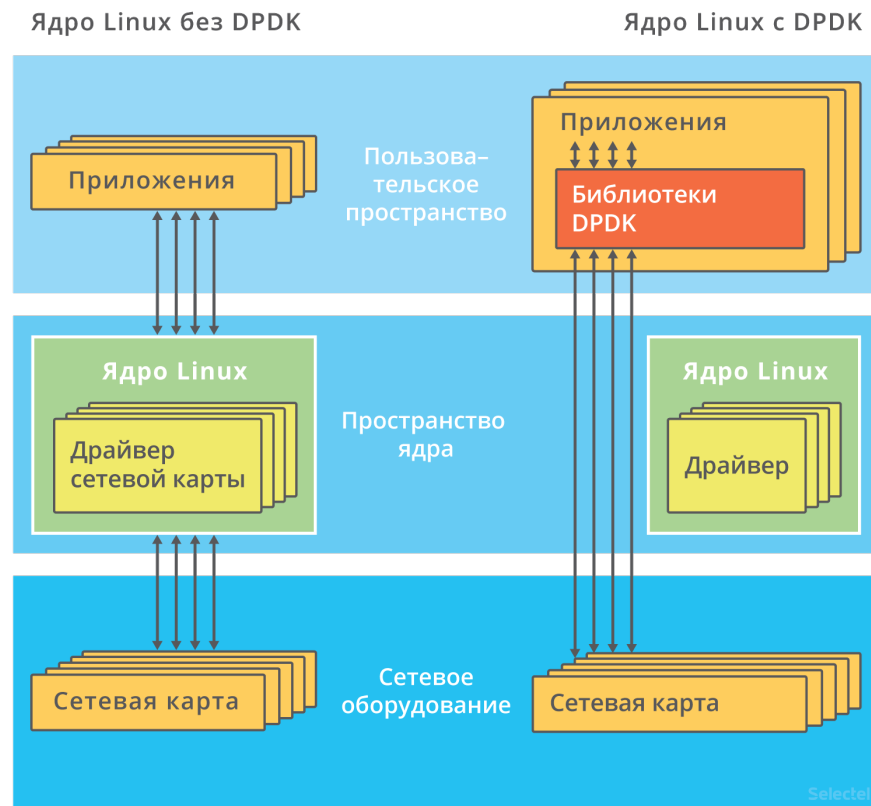 Ядро Linux без DPDK
Ядро Linux с DPDK
Приложения
Пользова–
тельское
пространство
Приложения
Библиотеки
DPDK
Ядро Linux
Драйвер
сетевой карты
Пространство
ядра
Ядро Linux
Драйвер
Сетевая карта
Сетевое
оборудование
Сетевая карта
Selectel